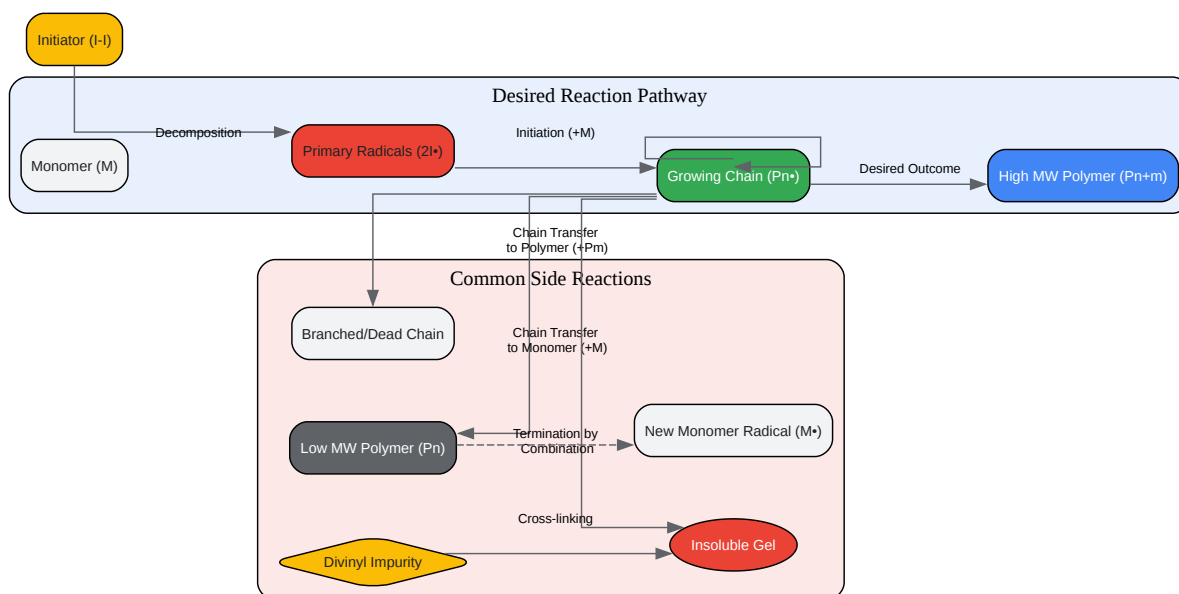 Initiator (I-I)
Desired Reaction Pathway
Decomposition
Initiation (+M)
Monomer (M)
Primary Radicals (2I•)
Growing Chain (Pn•)
Desired Outcome
High MW Polymer (Pn+m)
Chain Transfer
to Polymer (+Pm)
Common Side Reactions
Branched/Dead Chain
Chain Transfer
to Monomer (+M)
Low MW Polymer (Pn)
Termination by
Combination
New Monomer Radical (M•)
Cross-linking
Divinyl Impurity
Insoluble Gel